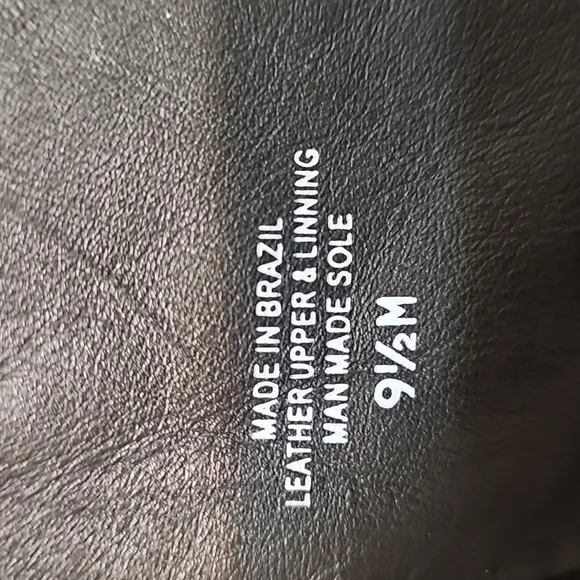 MADE IN BRAZIL
LEATHER UPPER & LINNING
MAN MADE SOLE
9½M